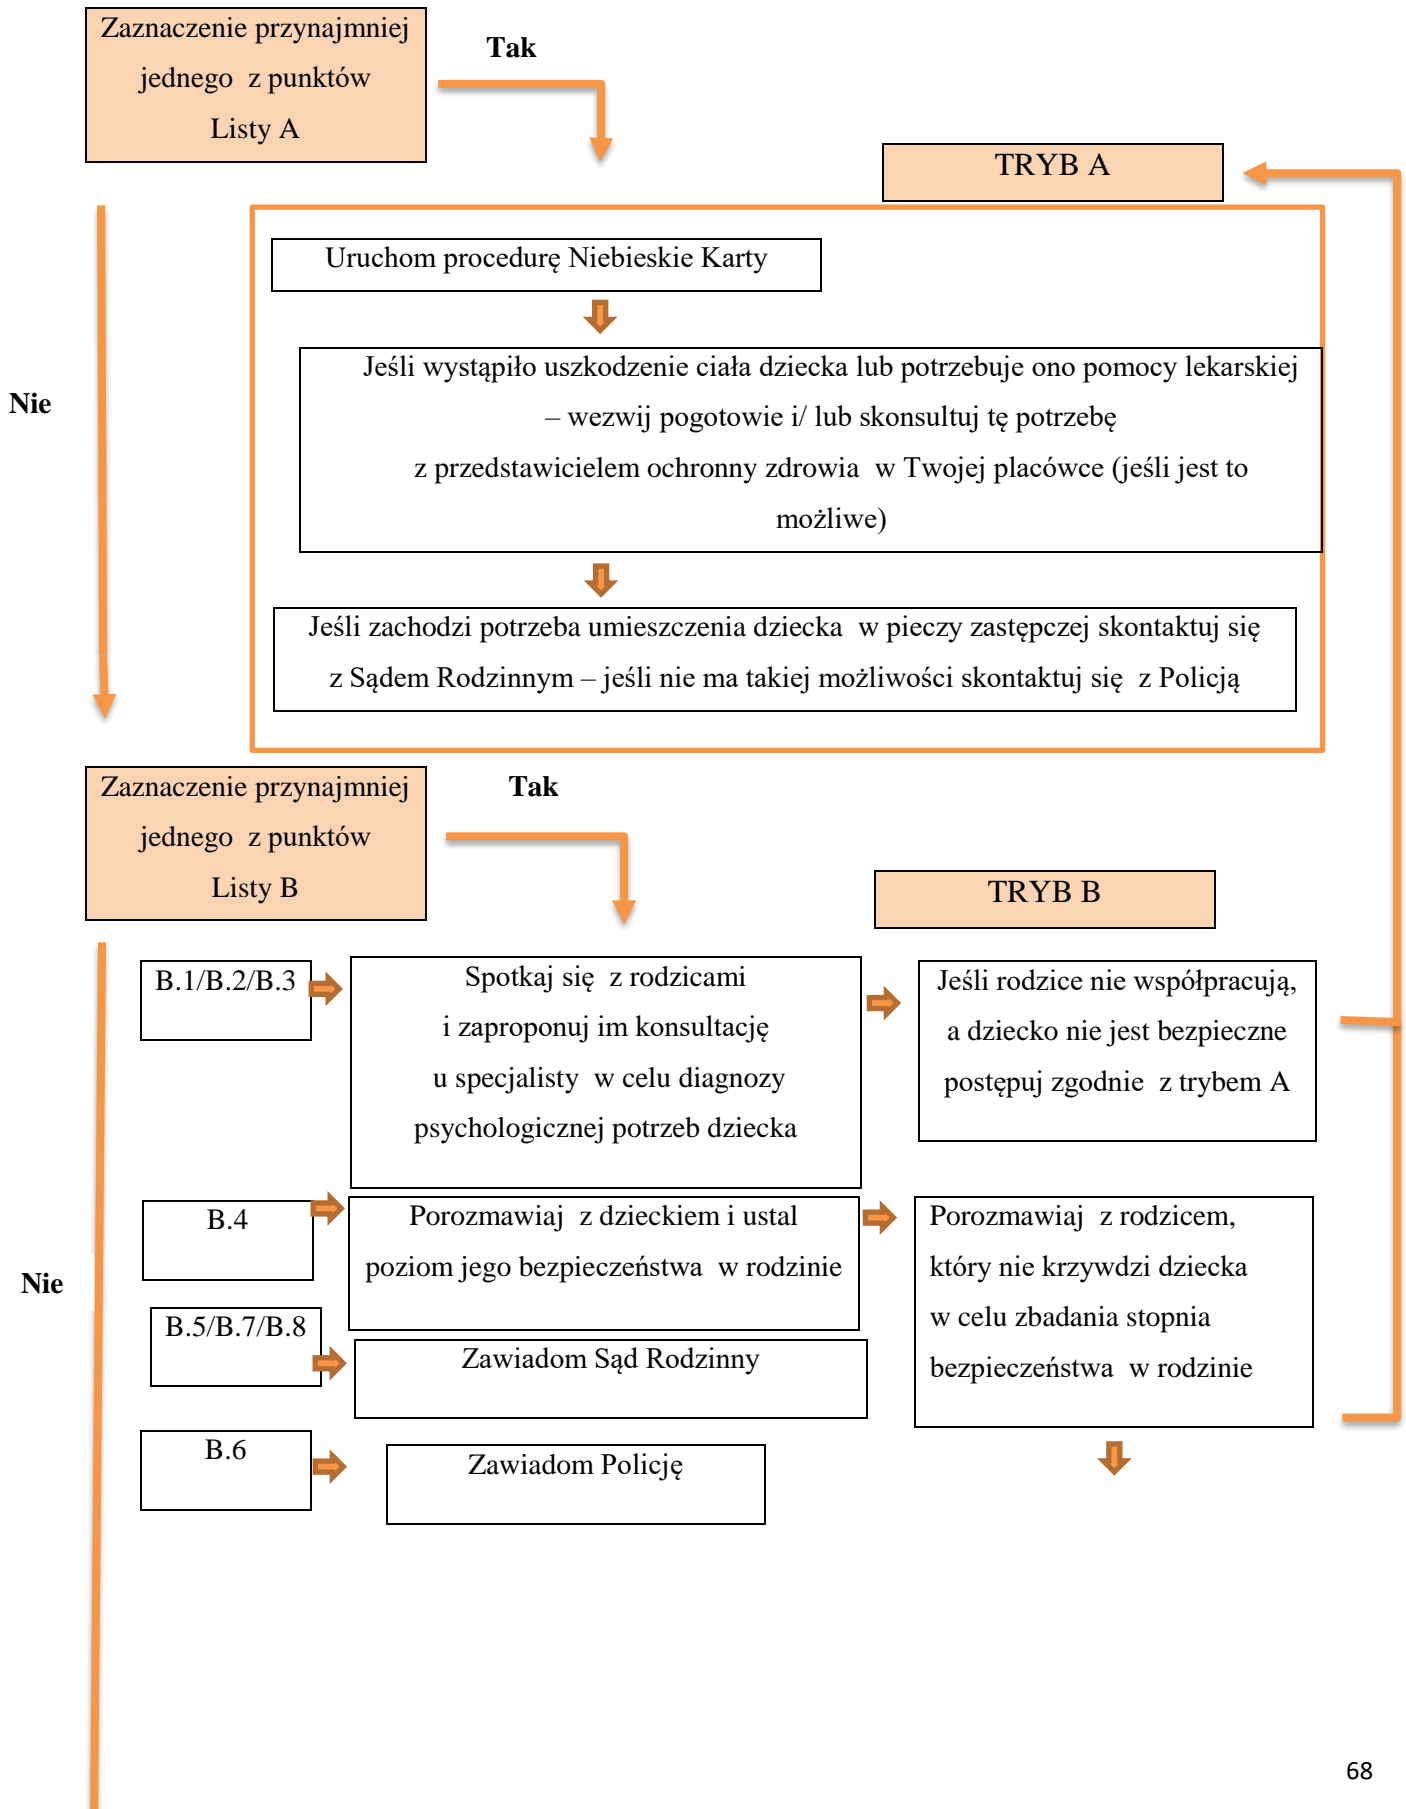 Zaznaczenie przynajmniej
jednego z punktów
Listy A
Tak
TRYB A
Uruchom procedurę Niebieskie Karty
Jeśli wystąpiło uszkodzenie ciała dziecka lub potrzebuje ono pomocy lekarskiej
– wezwij pogotowie i/ lub skonsultuj tę potrzebę
z przedstawicielem ochronny zdrowia w Twojej placówce (jeśli jest to
możliwe)
Nie
Jeśli zachodzi potrzeba umieszczenia dziecka w pieczy zastępczej skontaktuj się
z Sądem Rodzinnym – jeśli nie ma takiej możliwości skontaktuj się z Policją
Zaznaczenie przynajmniej
jednego z punktów
Listy B
Tak
TRYB B
B.1/B.2/B.3
Spotkaj się z rodzicami
i zaproponuj im konsultację
u specjalisty w celu diagnozy
psychologicznej potrzeb dziecka
Jeśli rodzice nie współpracują,
a dziecko nie jest bezpieczne
postępuj zgodnie z trybem A
B.4
Porozmawiaj z dzieckiem i ustal
poziom jego bezpieczeństwa w rodzinie
Porozmawiaj z rodzicem,
który nie krzywdzi dziecka
w celu zbadania stopnia
bezpieczeństwa w rodzinie
Nie
B.5/B.7/B.8
Zawiadom Sąd Rodzinny
B.6
Zawiadom Policję
68